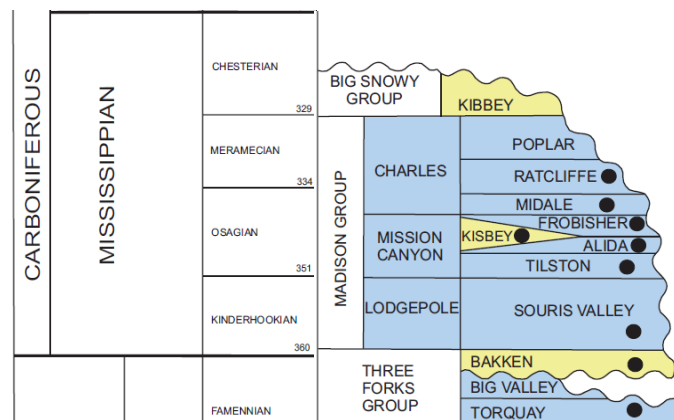 CARBONIFEROUS
MISSISSIPPIAN
CHESTERIAN
329
MERAMECIAN
334
OSAGIAN
351
KINDERHOOKIAN
360
FAMENNIAN
BIG SNOWY
GROUP
KIBBEY
MADISON GROUP
CHARLES
POPLAR
RATCLIFFE
MIDALE
MISSION
CANYON
FROBISHER
KISBEY
ALIDA
TILSTON
LODGEPOLE
SOURIS VALLEY
THREE
FORKS
GROUP
BAKKEN
BIG VALLEY
TORQUAY